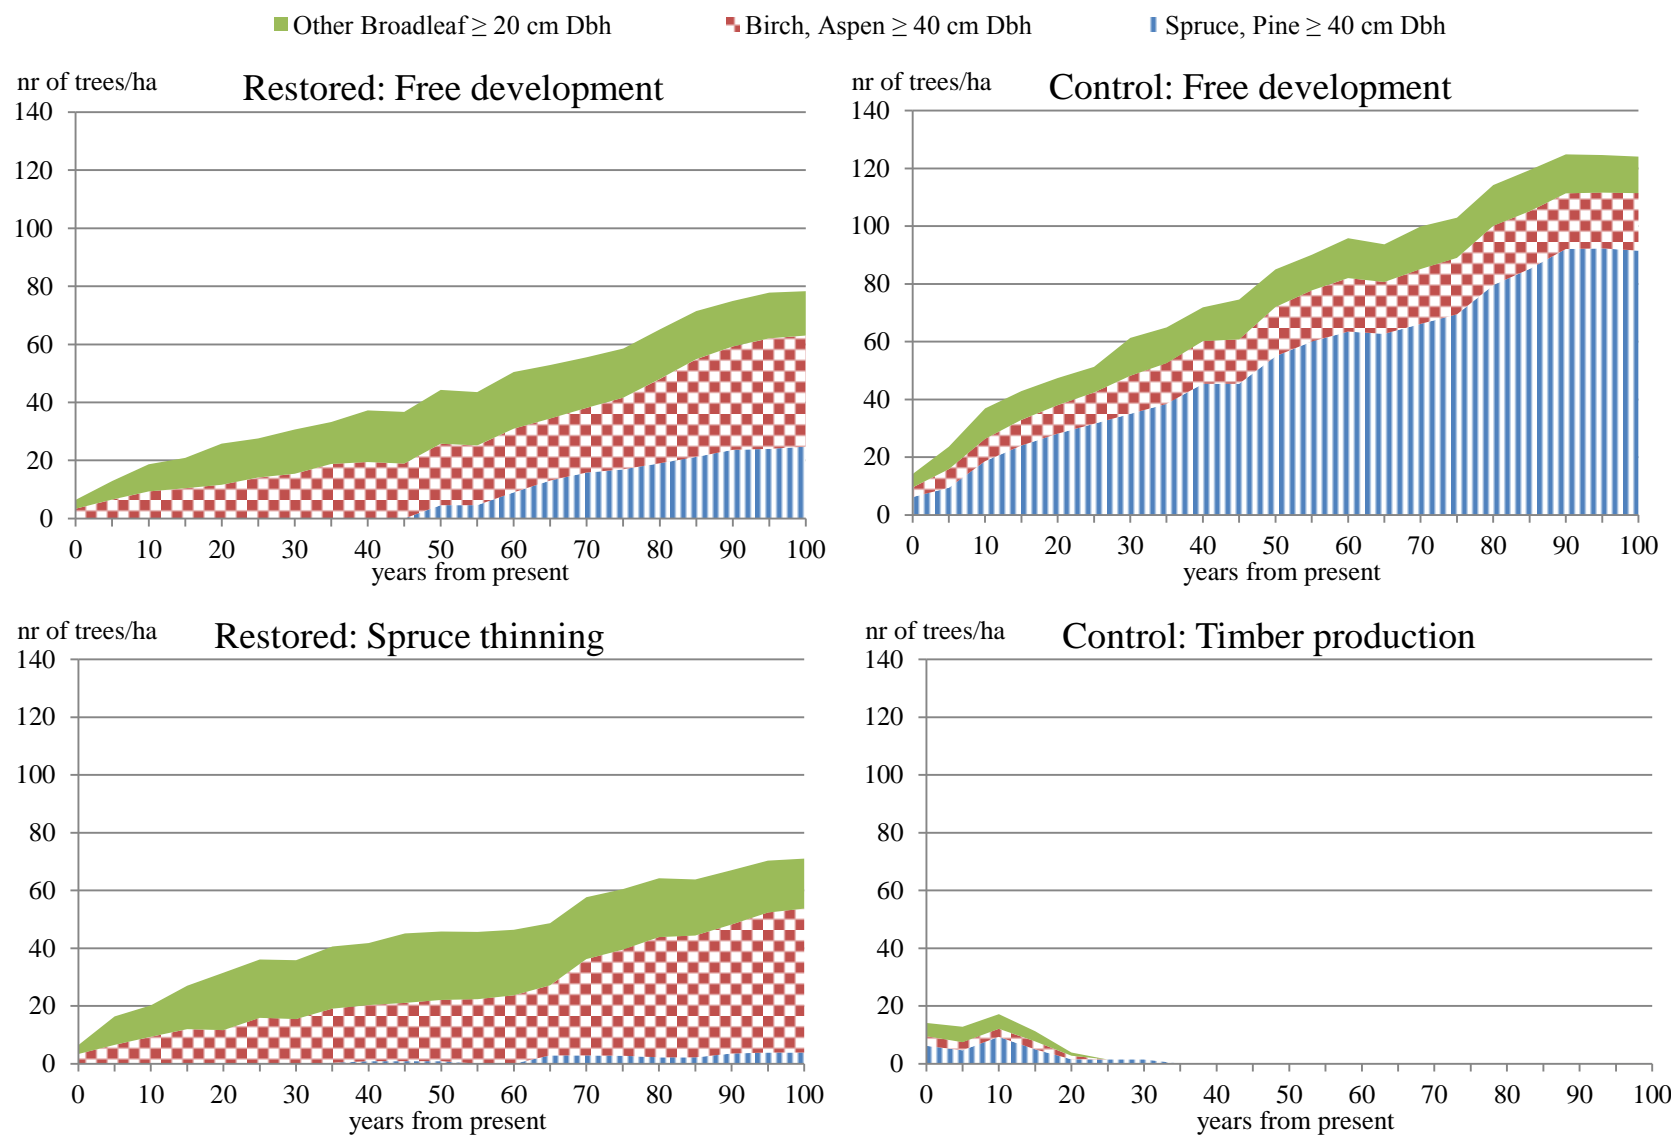 Other Broadleaf ≥ 20 cm Dbh Birch, Aspen ≥ 40 cm Dbh Spruce, Pine ≥ 40 cm Dbh
nr of trees/ha Restored: Free development
140
120
100
80
60
40
20
0
0 10 20 30 40 50 60 70 80 90 100
years from present
nr of trees/ha Control: Free development
140
120
100
80
60
40
20
0
0 10 20 30 40 50 60 70 80 90 100
years from present
nr of trees/ha Restored: Spruce thinning
140
120
100
80
60
40
20
0
0 10 20 30 40 50 60 70 80 90 100
years from present
nr of trees/ha Control: Timber production
140
120
100
80
60
40
20
0
0 10 20 30 40 50 60 70 80 90 100
years from present